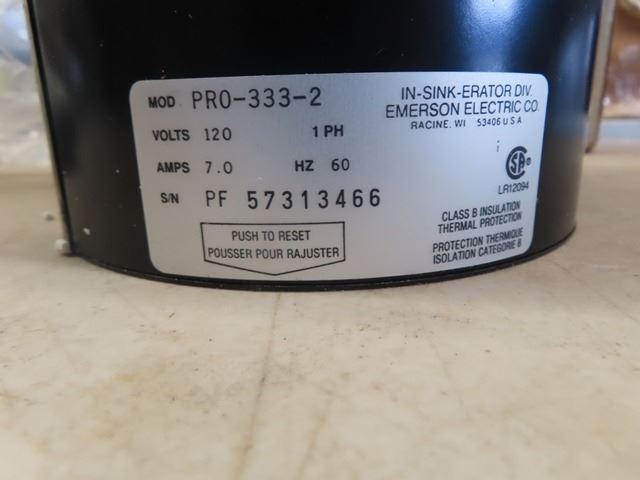 MOD PRO-333-2
VOLTS 120 1 PH
AMPS 7.0 HZ 60
S/N PF 57313466
PUSH TO RESET
POUSSER POUR RAJUSTER
IN-SINK-ERATOR DIV.
EMERSON ELECTRIC CO.
RACINE, WI 53406 U S A
SA
LR12094
CLASS B INSULATION
THERMAL PROTECTION
PROTECTION THERMIQUE
ISOLATION CATEGORIE B